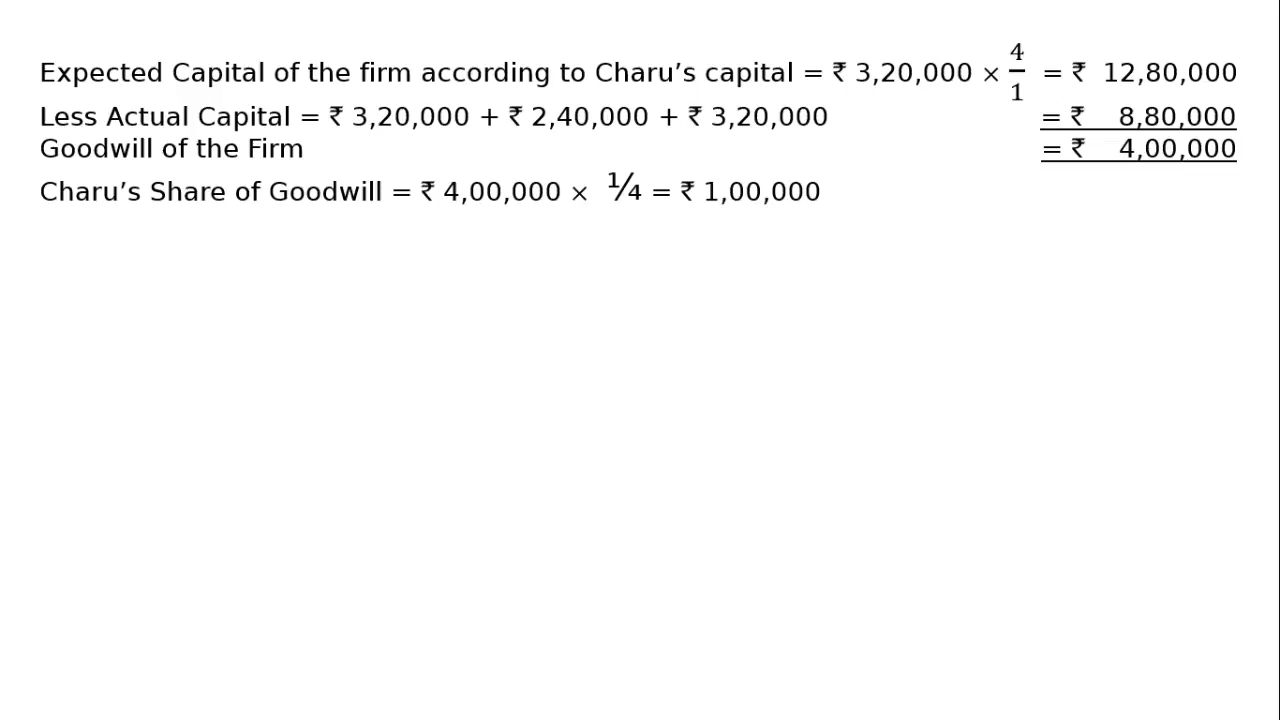 Expected Capital of the firm according to Charu’s capital = ₹ 3,20,000 × 4/1 = ₹ 12,80,000
Less Actual Capital = ₹ 3,20,000 + ₹ 2,40,000 + ₹ 3,20,000 = ₹ 8,80,000
Goodwill of the Firm = ₹ 4,00,000
Charu’s Share of Goodwill = ₹ 4,00,000 × ¼ = ₹ 1,00,000